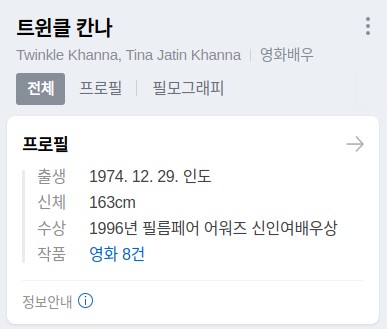 트윈클 칸나
Twinkle Khanna, Tina Jatin Khanna 영화배우
전체 프로필 필모그래피
프로필
출생 1974. 12. 29. 인도
신체 163cm
수상 1996년 필름페어 어워즈 신인여배우상
작품 영화 8건
정보안내